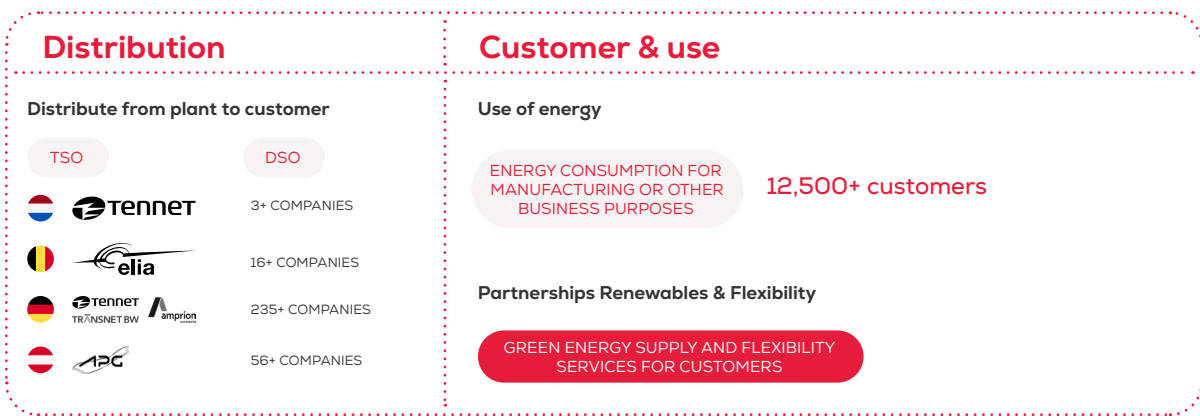 Distribution
Distribute from plant to customer
TSO
DSO
TENNET
3+ COMPANIES
elia
16+ COMPANIES
TENNET
TRANSNET BW
amprion
235+ COMPANIES
APG
56+ COMPANIES
Customer & use
Use of energy
ENERGY CONSUMPTION FOR
MANUFACTURING OR OTHER
BUSINESS PURPOSES
12,500+ customers
Partnerships Renewables & Flexibility
GREEN ENERGY SUPPLY AND FLEXIBILITY
SERVICES FOR CUSTOMERS